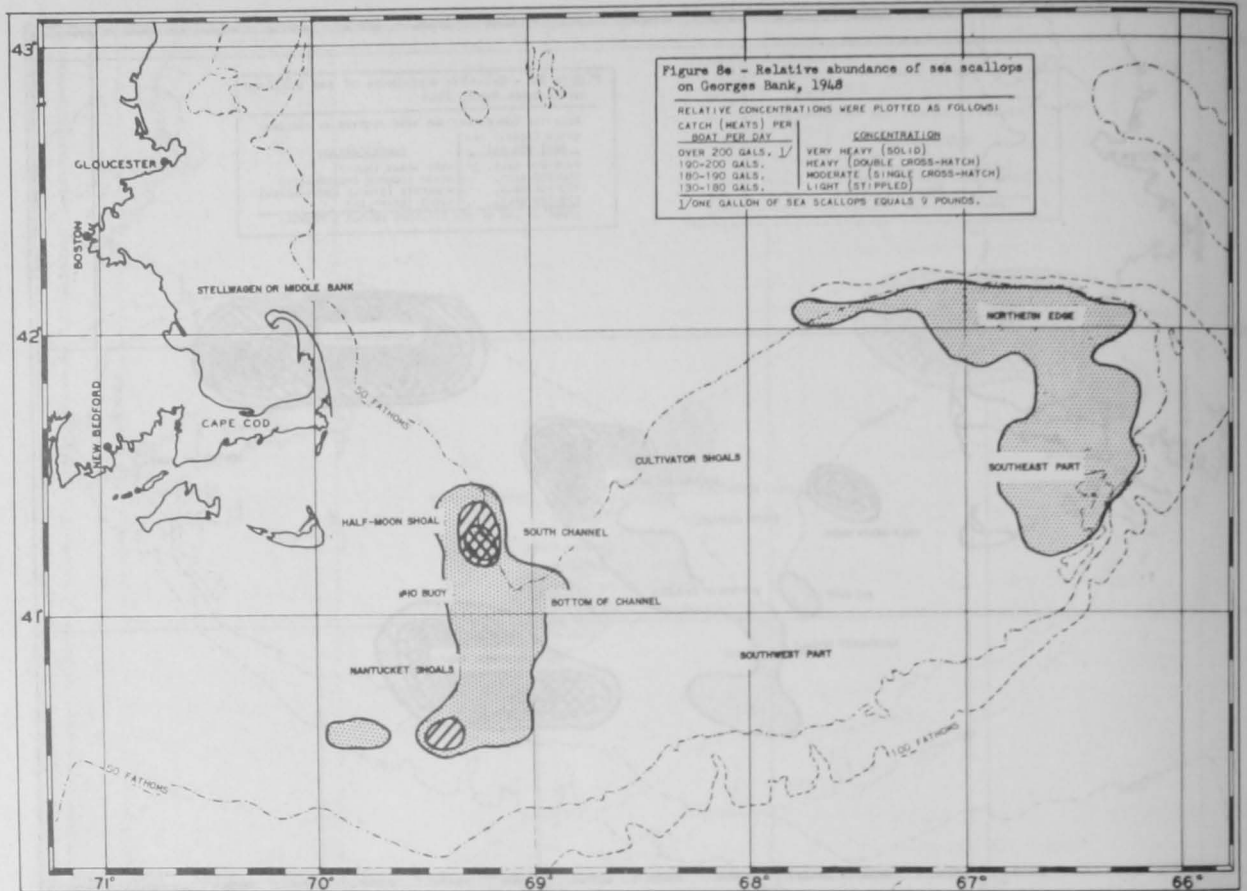 43°
Figure 8e - Relative abundance of sea scallops
on Georges Bank, 1948
RELATIVE CONCENTRATIONS WERE PLOTTED AS FOLLOWS:
CATCH (MEATS) PER
BOAT PER DAY
CONCENTRATION
OVER 200 GALS. 1/ VERY HEAVY (SOLID)
190-200 GALS. HEAVY (DOUBLE CROSS-HATCH)
180-190 GALS. MODERATE (SINGLE CROSS-HATCH)
130-180 GALS. LIGHT (STIPPLED)
1/ONE GALLON OF SEA SCALLOPS EQUALS 9 POUNDS.
GLOUCESTER
BOSTON
STELLWAGEN OR MIDDLE BANK
NORTHERN EDGE
42°
50 FATHOMS
NEW BEDFORD
CAPE COD
CULTIVATOR SHOALS
SOUTHEAST PART
HALF-MOON SHOAL
SOUTH CHANNEL
#10 BUOY
BOTTOM OF CHANNEL
41°
SOUTHWEST PART
NANTUCKET SHOALS
100 FATHOMS
50 FATHOMS
71° 70° 69° 68° 67° 66°